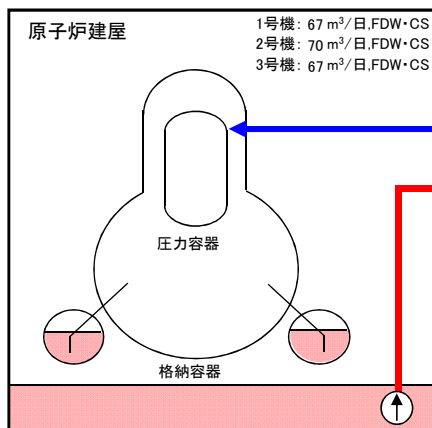 原子炉建屋
1号機: 67 m³/日,FDW・CS
2号機: 70 m³/日,FDW・CS
3号機: 67 m³/日,FDW・CS
圧力容器
格納容器